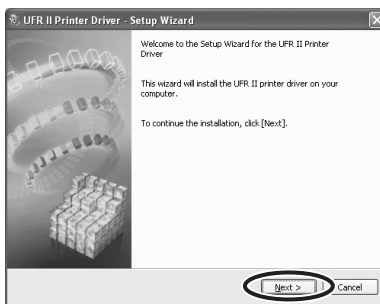 UFR II Printer Driver - Setup Wizard
Welcome to the Setup Wizard for the UFR II Printer
Driver
This wizard will install the UFR II printer driver on your
computer.
To continue the installation, click [Next].
Next >
Cancel